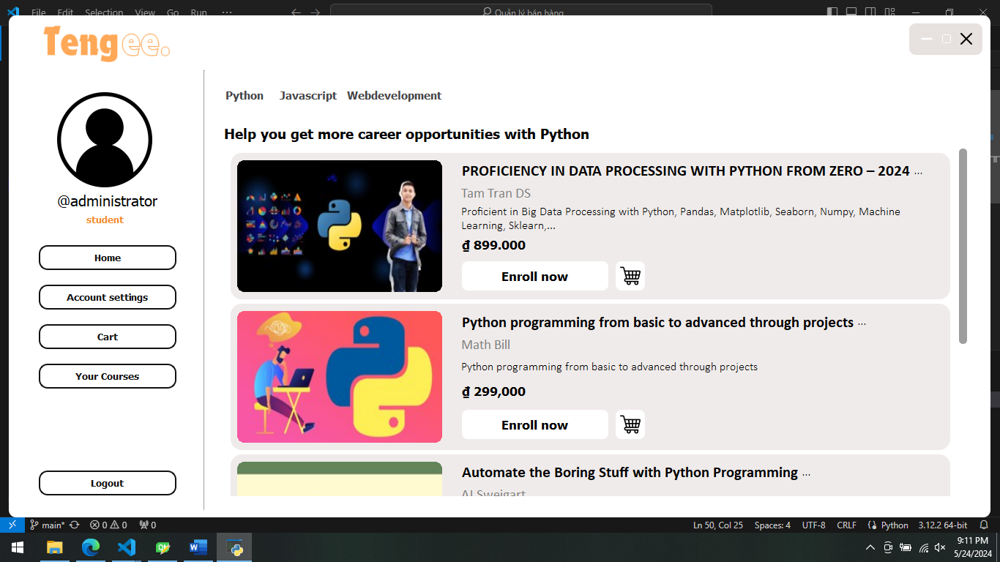 File Edit Selection View Go Run ...
Quản lý bán hàng
Tengee.
@administrator
student
Home
Account settings
Cart
Your Courses
Logout
Python Javascript Webdevelopment
Help you get more career opportunities with Python
PROFICIENCY IN DATA PROCESSING WITH PYTHON FROM ZERO – 2024 ...
Tam Tran DS
Proficient in Big Data Processing with Python, Pandas, Matplotlib, Seaborn, Numpy, Machine
Learning, Sklearn,...
₫ 899.000
Enroll now
Python programming from basic to advanced through projects ...
Math Bill
Python programming from basic to advanced through projects
₫ 299,000
Enroll now
Automate the Boring Stuff with Python Programming ...
Al Sweigart
main* 0 0 0
Ln 50, Col 25 Spaces: 4 UTF-8 CRLF Python 3.12.2 64-bit
9:11 PM
5/24/2024